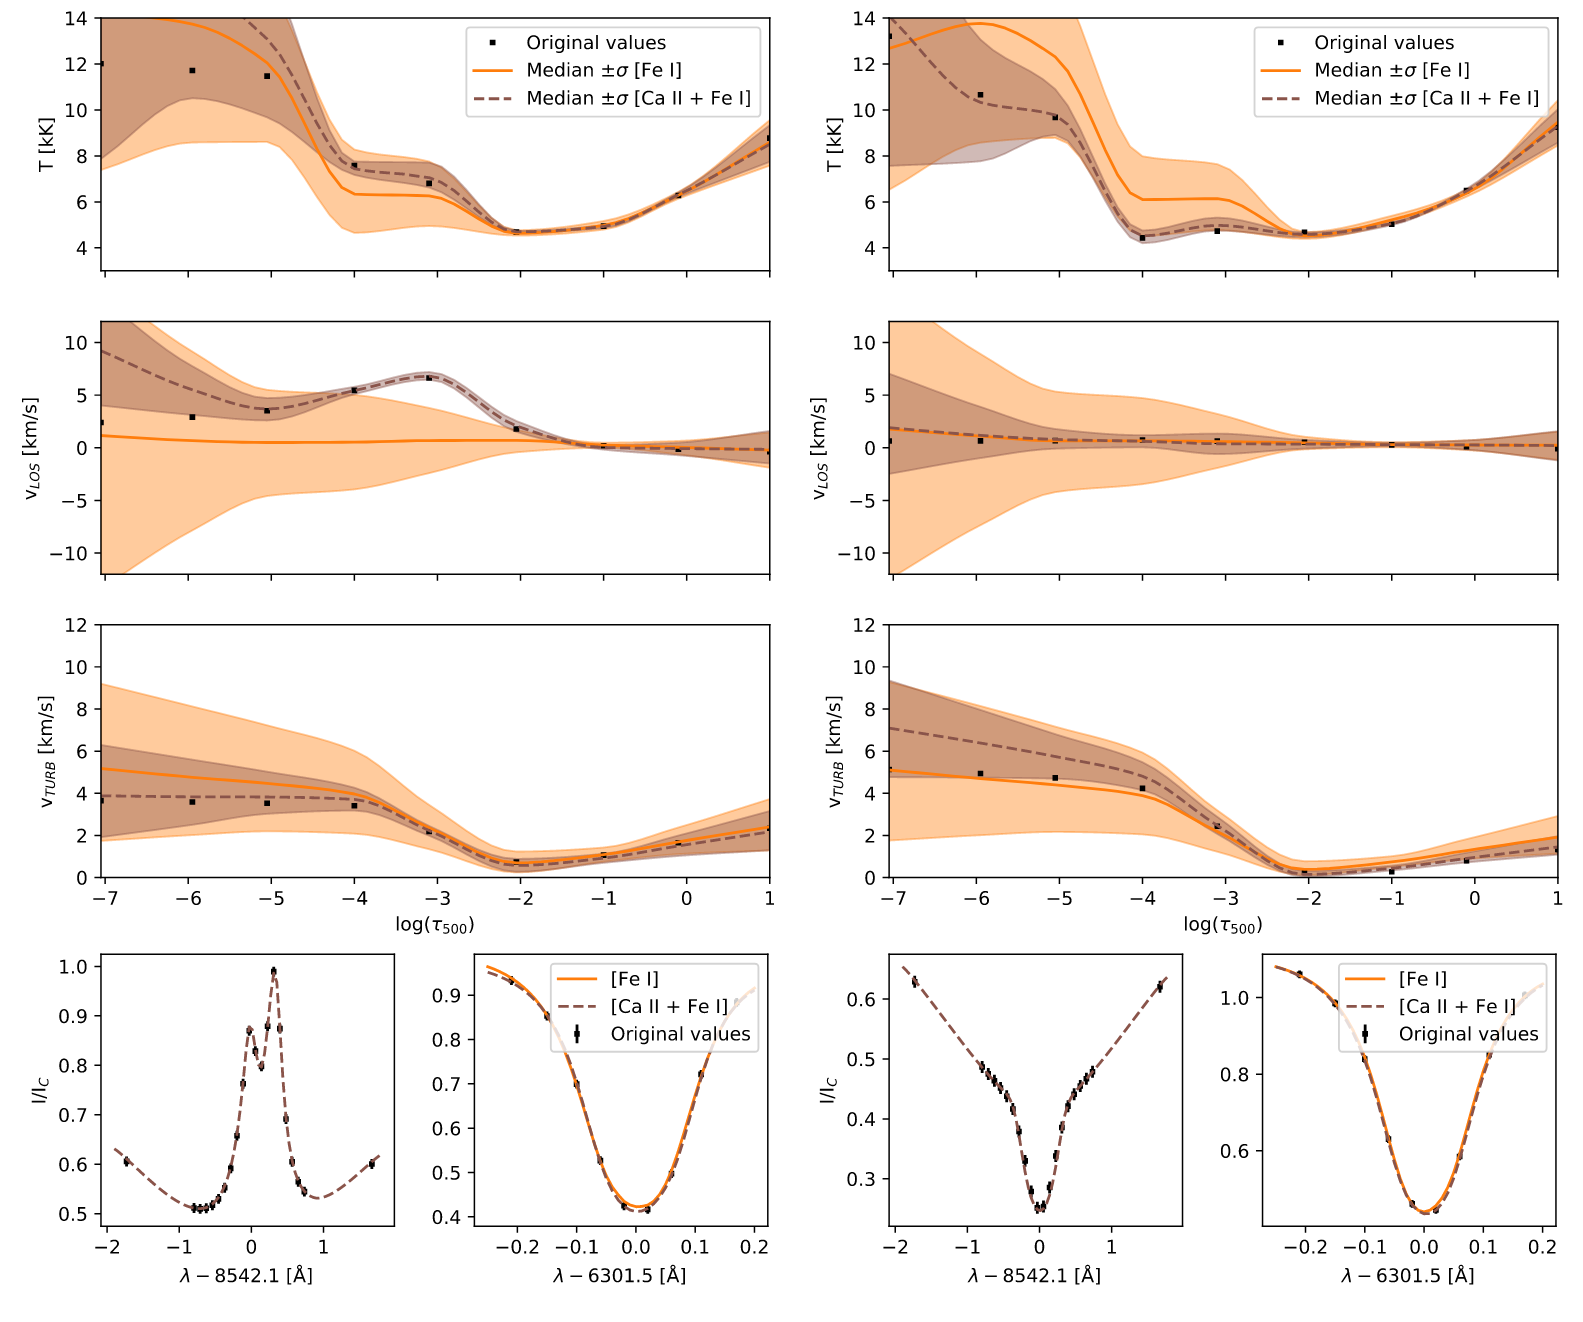 14
12
10
8
6
4
T [kK]
Original values
Median ±σ [Fe I]
Median ±σ [Ca II + Fe I]
14
12
10
8
6
4
T [kK]
Original values
Median ±σ [Fe I]
Median ±σ [Ca II + Fe I]
10
5
0
−5
−10
v_LOS [km/s]
10
5
0
−5
−10
v_LOS [km/s]
12
10
8
6
4
2
0
v_TURB [km/s]
−7 −6 −5 −4 −3 −2 −1 0 1
log(τ_500)
12
10
8
6
4
2
0
v_TURB [km/s]
−7 −6 −5 −4 −3 −2 −1 0 1
log(τ_500)
1.0
0.9
0.8
0.7
0.6
0.5
I/I_C
−2 −1 0 1
λ − 8542.1 [Å]
0.9
0.8
0.7
0.6
0.5
0.4
[Fe I]
[Ca II + Fe I]
Original values
−0.2 −0.1 0.0 0.1 0.2
λ − 6301.5 [Å]
0.6
0.5
0.4
0.3
I/I_C
−2 −1 0 1
λ − 8542.1 [Å]
1.0
0.8
0.6
[Fe I]
[Ca II + Fe I]
Original values
−0.2 −0.1 0.0 0.1 0.2
λ − 6301.5 [Å]